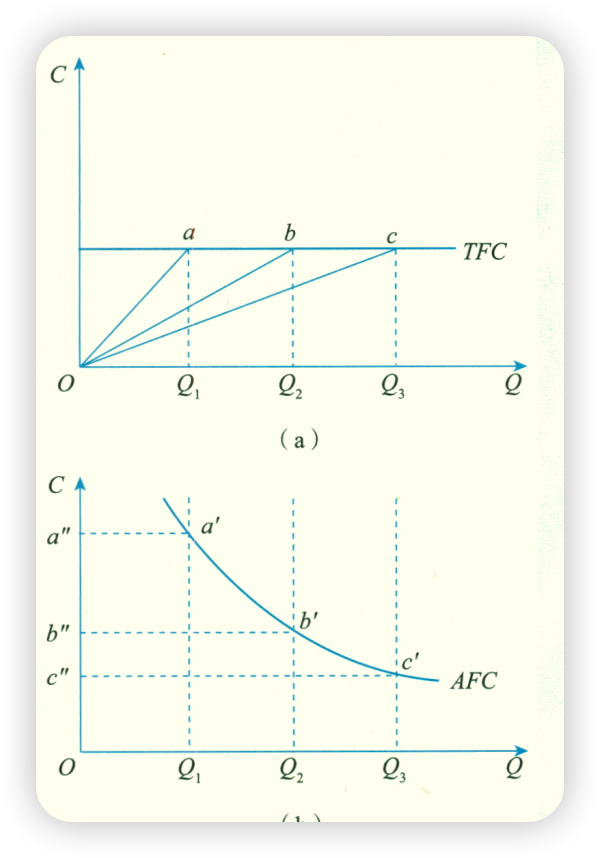 C
a b c
TFC
O Q₁ Q₂ Q₃ Q
(a)
C
a″ a′
b″ b′
c″ c′
AFC
O Q₁ Q₂ Q₃ Q